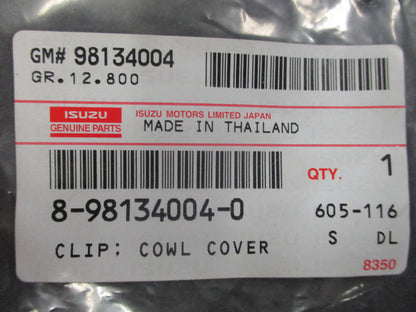 GM# 98134004
GR.12.800
ISUZU
GENUINE PARTS
ISUZU MOTORS LIMITED JAPAN
MADE IN THAILAND
QTY. 1
8-98134004-0 605-116
CLIP; COWL COVER S DL
8350